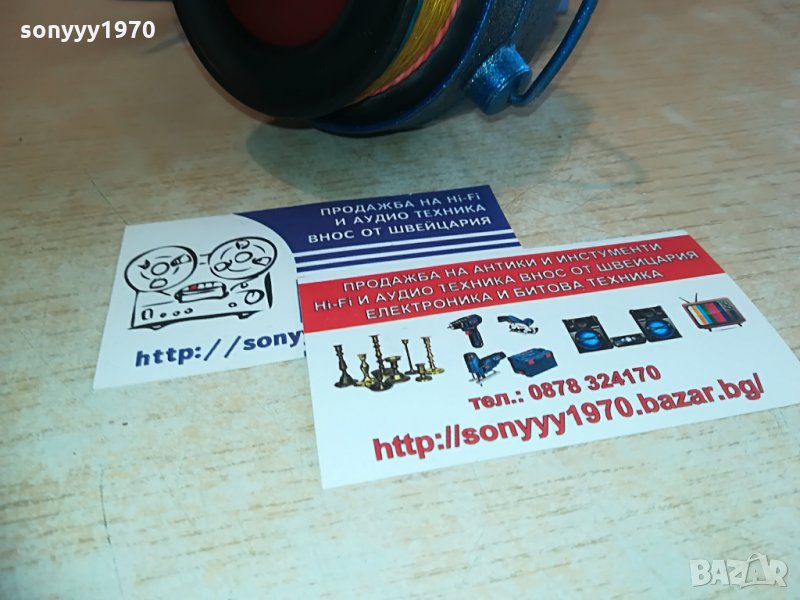 sonyyy1970
ПРОДАЖБА НА Hi-Fi
И АУДИО ТЕХНИКА
ВНОС ОТ ШВЕЙЦАРИЯ
http://sony
ПРОДАЖБА НА АНТИКИ И ИНСТУМЕНТИ
Hi-Fi И АУДИО ТЕХНИКА ВНОС ОТ ШВЕЙЦАРИЯ
ЕЛЕКТРОНИКА И БИТОВА ТЕХНИКА
тел.: 0878 324170
http://sonyyy1970.bazar.bg/
BAZAR